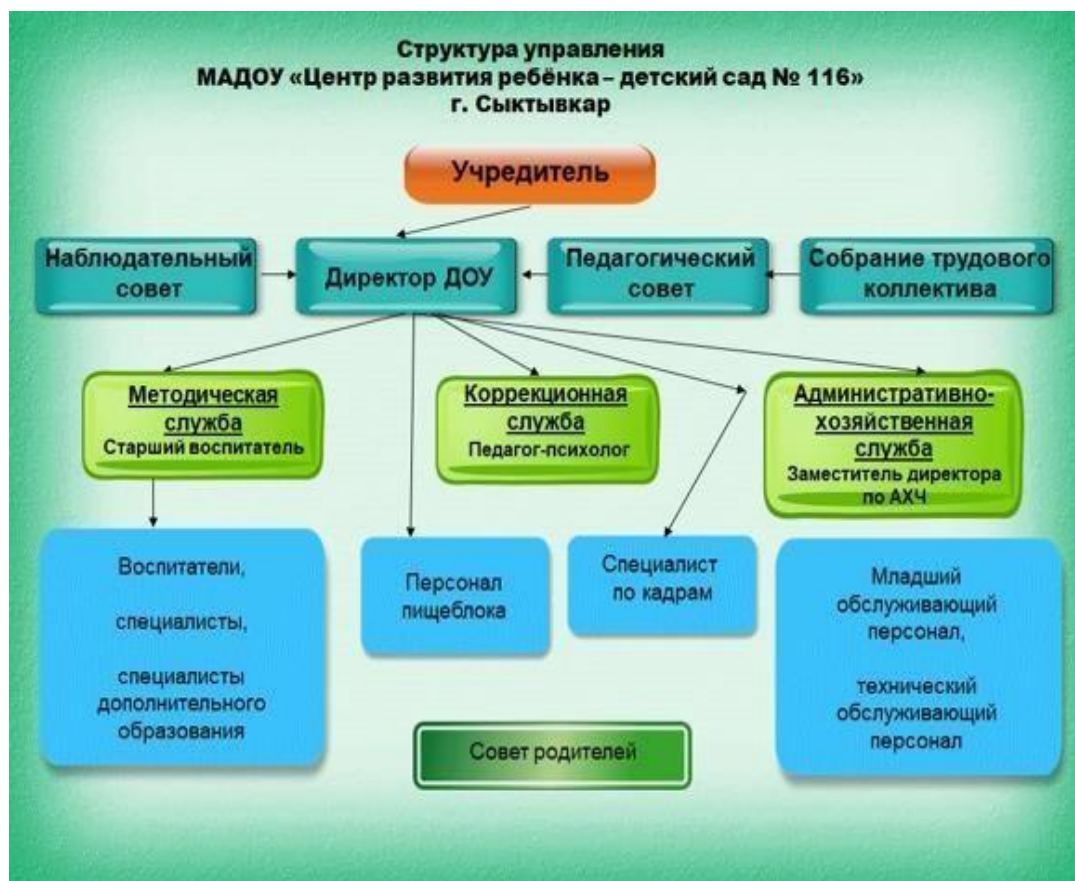 Структура управления
МАДОУ «Центр развития ребёнка – детский сад № 116»
г. Сыктывкар
Учредитель
Наблюдательный
совет
Директор ДОУ
Педагогический
совет
Собрание трудового
коллектива
Методическая
служба
Старший воспитатель
Коррекционная
служба
Педагог-психолог
Административно-
хозяйственная
служба
Заместитель директора
по АХЧ
Воспитатели,
специалисты,
специалисты
дополнительного
образования
Персонал
пищеблока
Специалист
по кадрам
Младший
обслуживающий
персонал,
технический
обслуживающий
персонал
Совет родителей